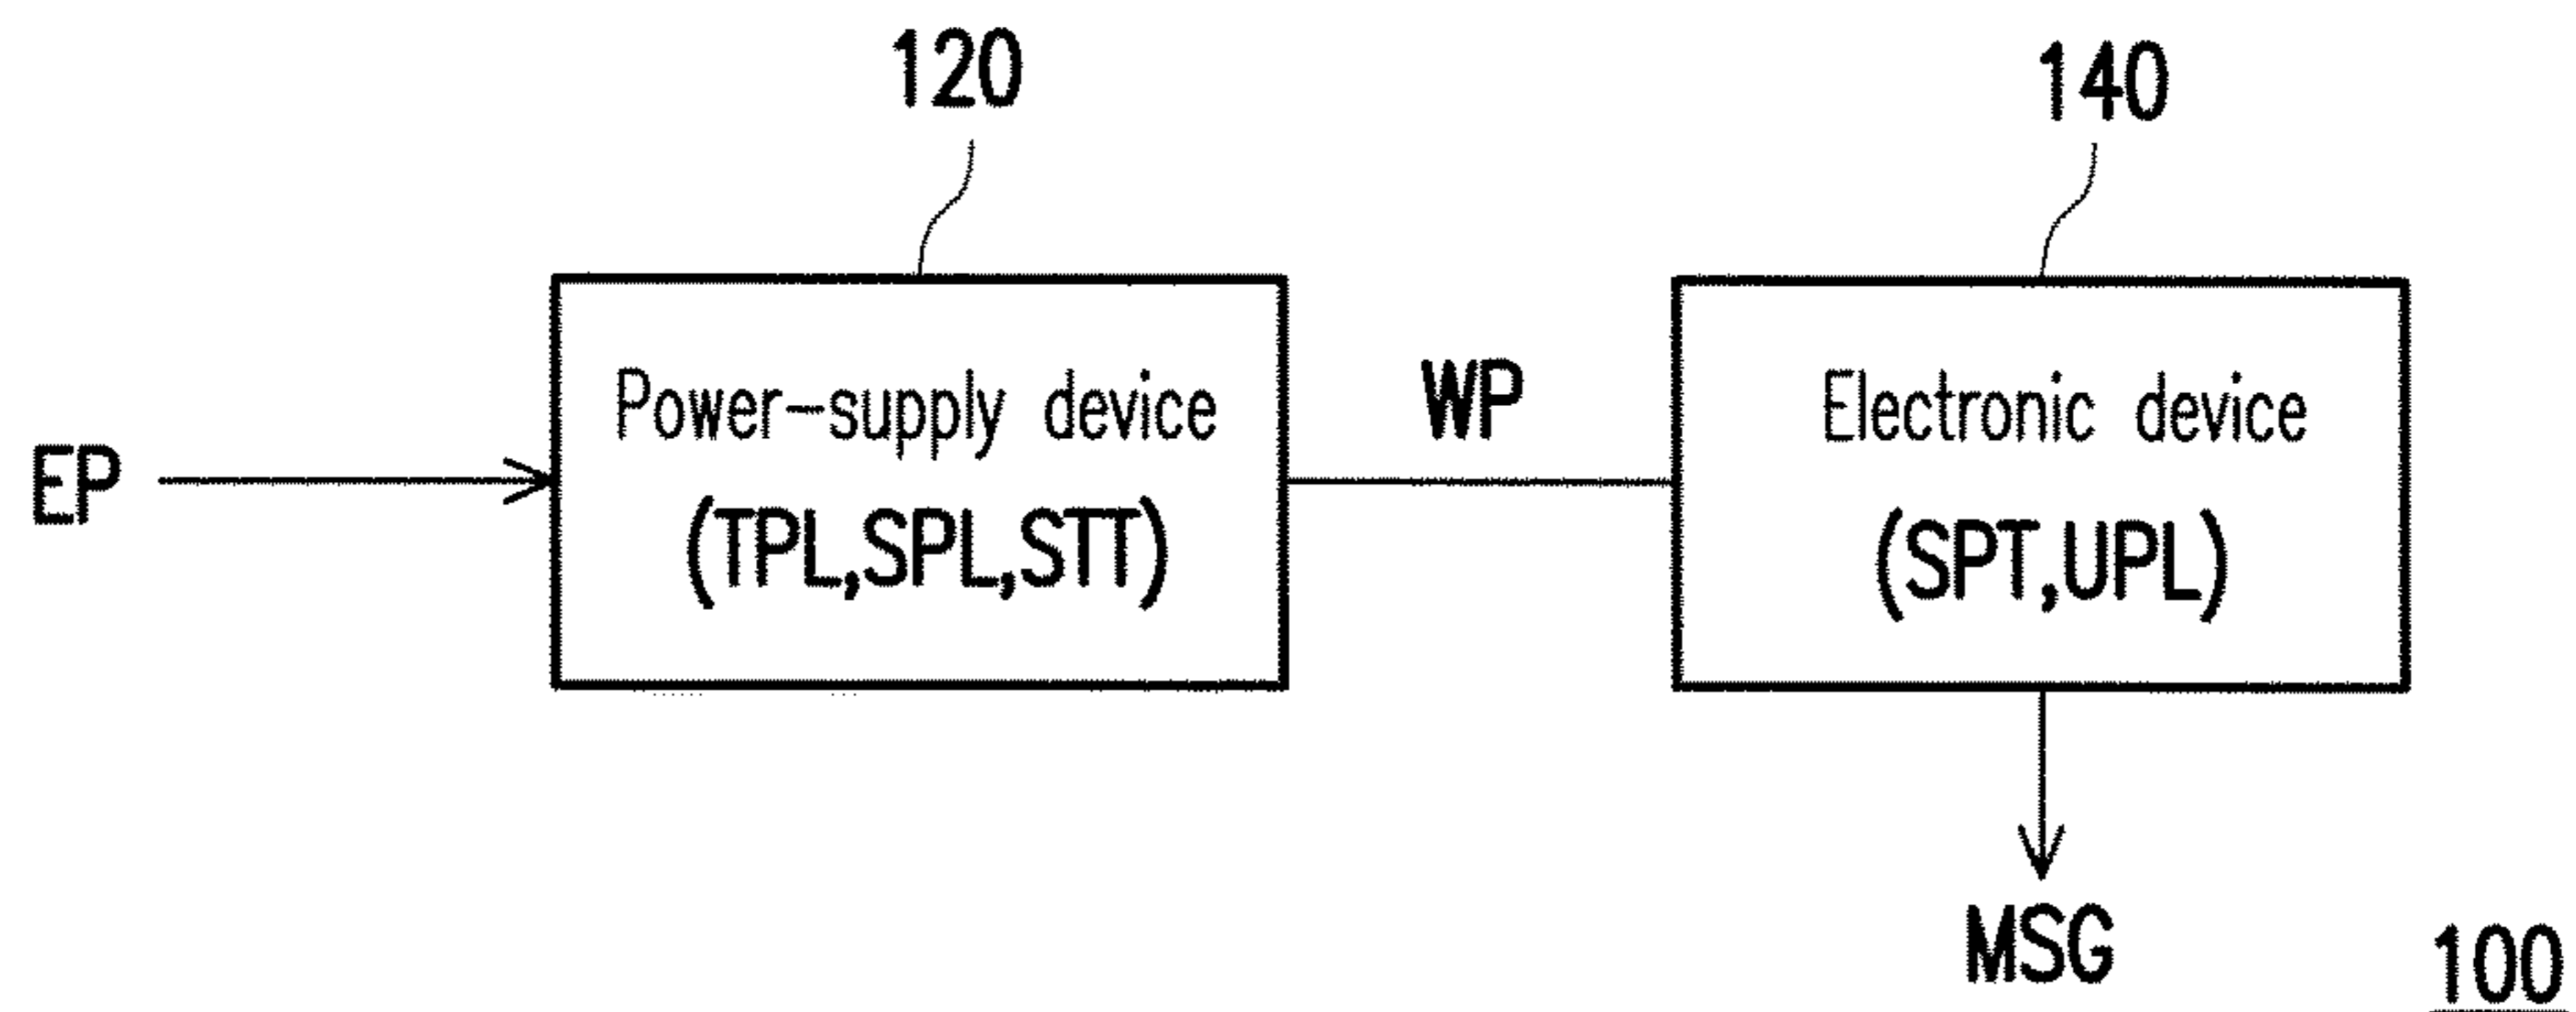 120
140
Power-supply device
(TPL,SPL,STT)
WP
Electronic device
(SPT,UPL)
EP
MSG
100